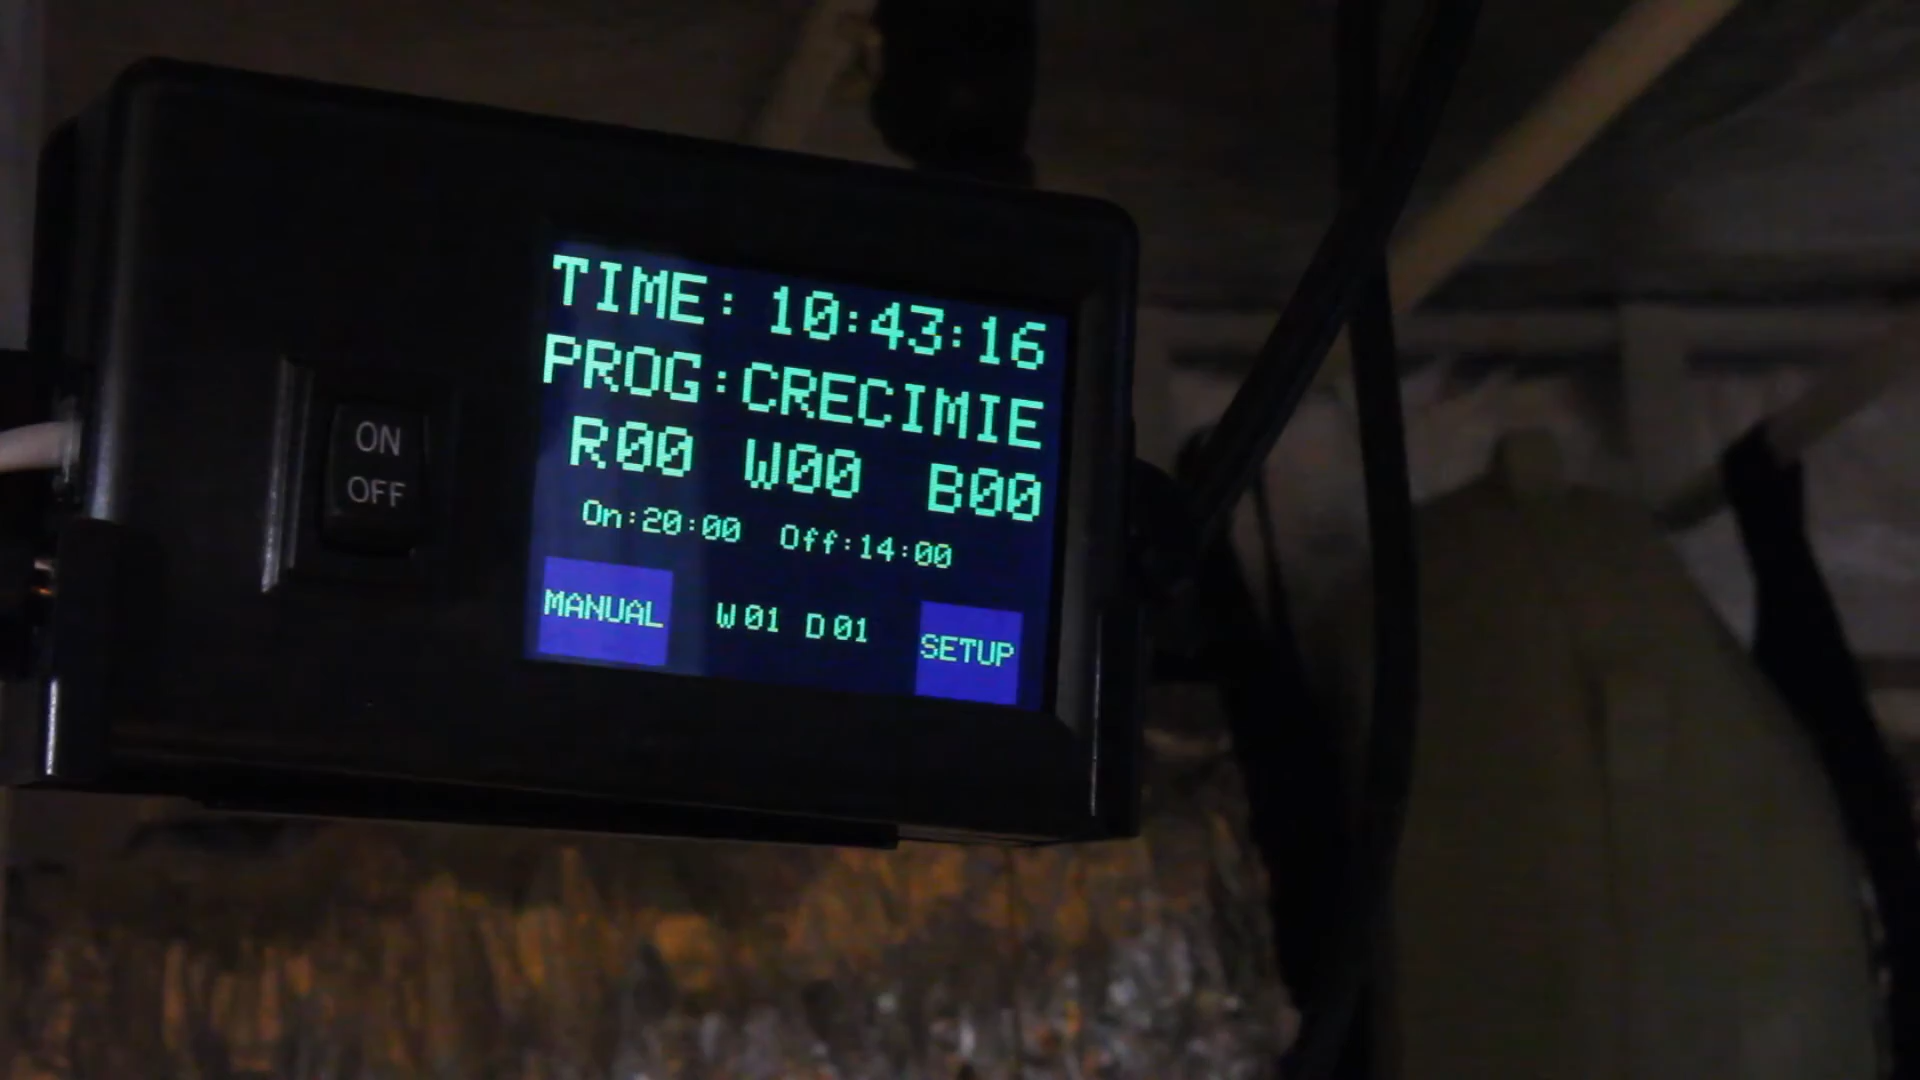 ON
OFF
TIME: 10:43:16
PROG:CRECIMIE
R00 W00 B00
On:20:00 Off:14:00
MANUAL W01 D01 SETUP